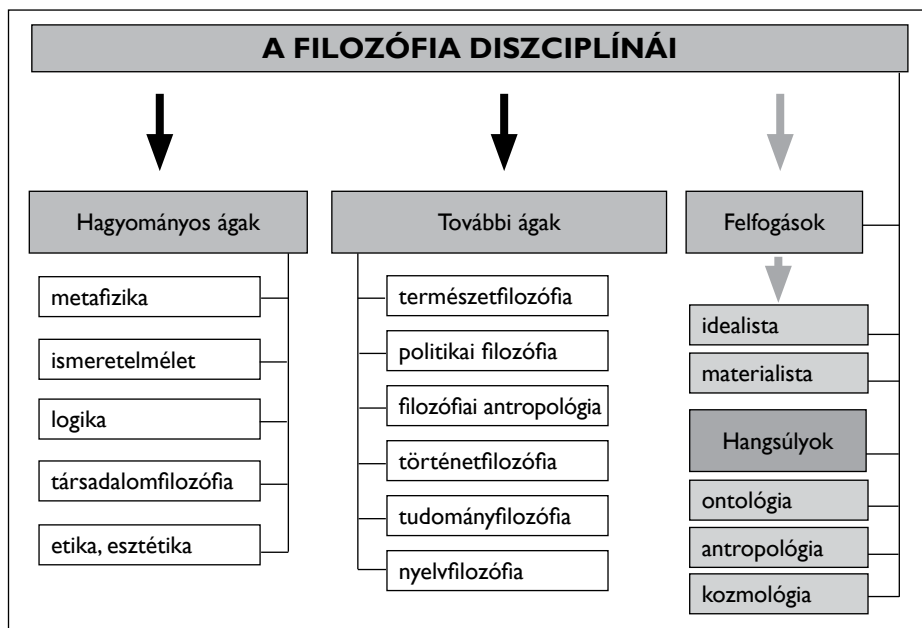 A FILOZÓFIA DISZCIPLÍNÁI
Hagyományos ágak
metafizika
ismeretelmélet
logika
társadalomfilozófia
etika, esztétika
További ágak
természetfilozófia
politikai filozófia
filozófiai antropológia
történetfilozófia
tudományfilozófia
nyelvfilozófia
Felfogások
idealista
materialista
Hangsúlyok
ontológia
antropológia
kozmológia